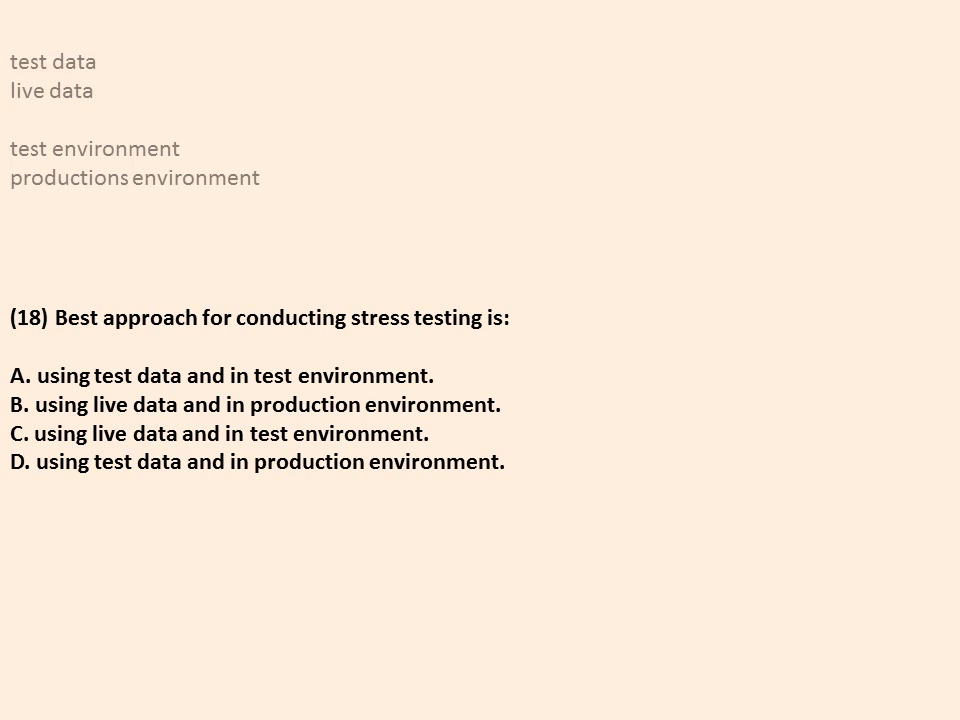 test data
live data
test environment
productions environment
(18) Best approach for conducting stress testing is:
A. using test data and in test environment.
B. using live data and in production environment.
C. using live data and in test environment.
D. using test data and in production environment.